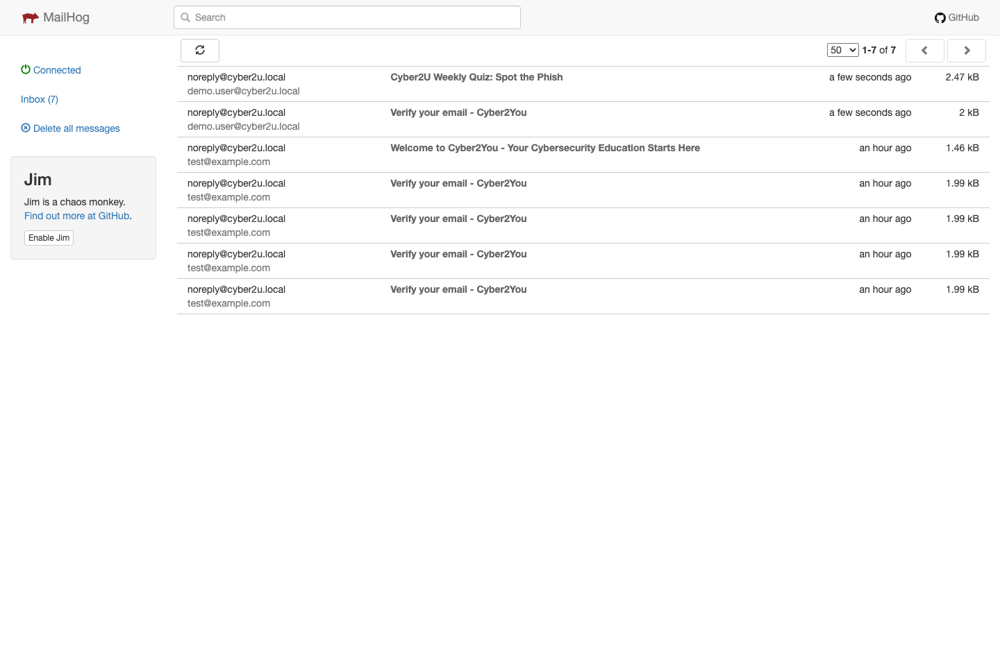 MailHog
Search
GitHub
Connected
Inbox (7)
Delete all messages
Jim
Jim is a chaos monkey.
Find out more at GitHub.
Enable Jim
50 1-7 of 7
noreply@cyber2u.local Cyber2U Weekly Quiz: Spot the Phish a few seconds ago 2.47 kB
demo.user@cyber2u.local
noreply@cyber2u.local Verify your email - Cyber2You a few seconds ago 2 kB
demo.user@cyber2u.local
noreply@cyber2u.local Welcome to Cyber2You - Your Cybersecurity Education Starts Here an hour ago 1.46 kB
test@example.com
noreply@cyber2u.local Verify your email - Cyber2You an hour ago 1.99 kB
test@example.com
noreply@cyber2u.local Verify your email - Cyber2You an hour ago 1.99 kB
test@example.com
noreply@cyber2u.local Verify your email - Cyber2You an hour ago 1.99 kB
test@example.com
noreply@cyber2u.local Verify your email - Cyber2You an hour ago 1.99 kB
test@example.com